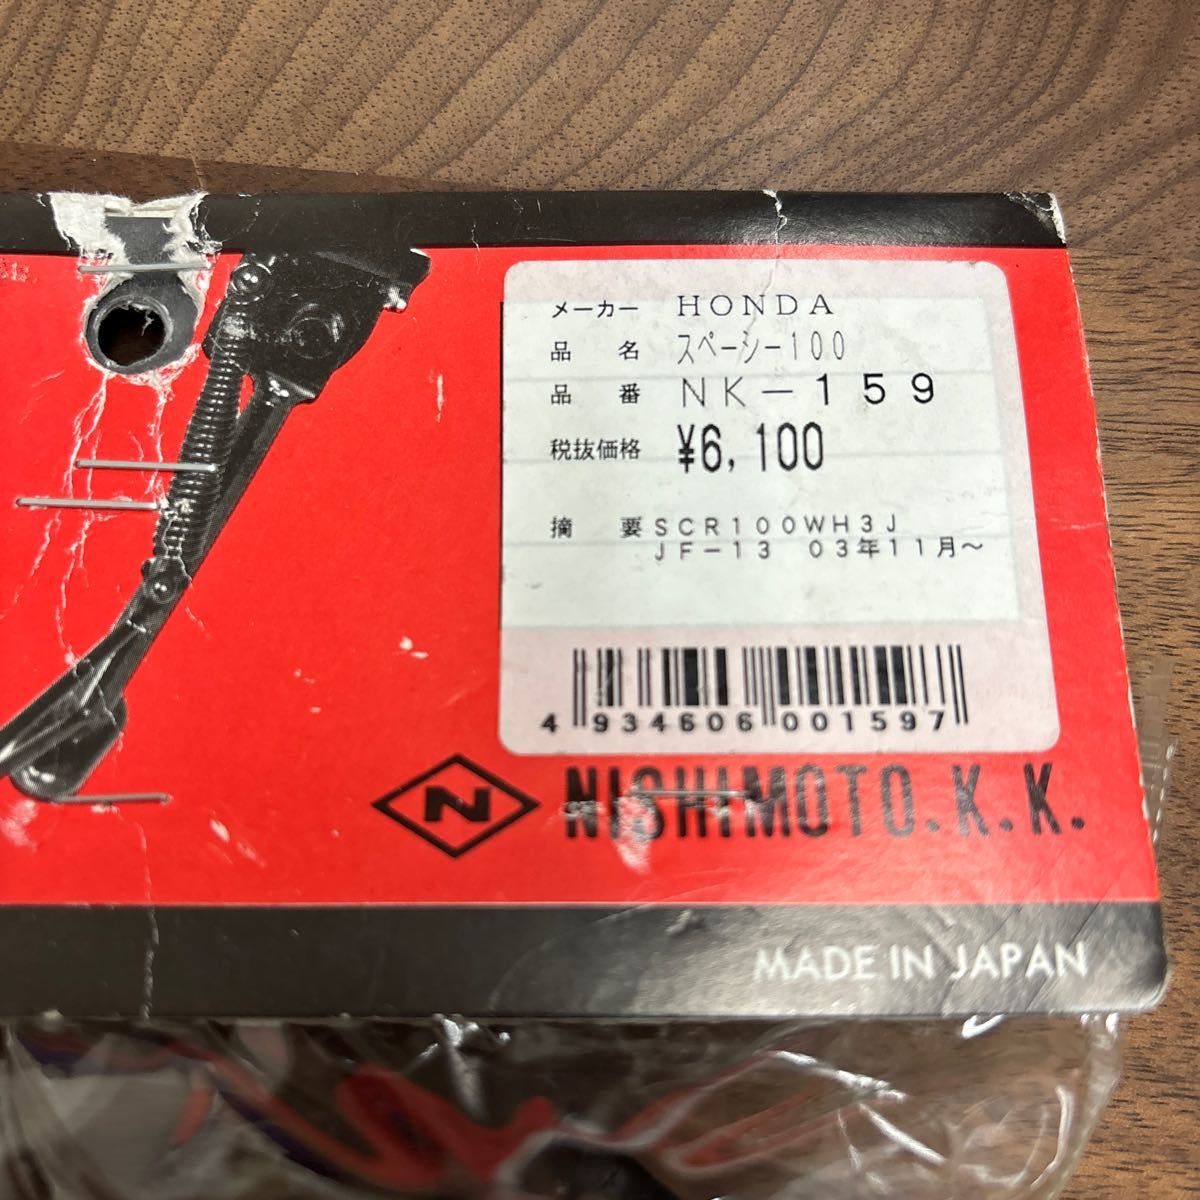 メーカー HONDA
品 名 スペーシー100
品 番 NK－159
税抜価格 ¥6,100
摘 要 SCR100WH3J
JF－13 03年11月～
4 934606 001597
N NISHIMOTO.K.K.
MADE IN JAPAN